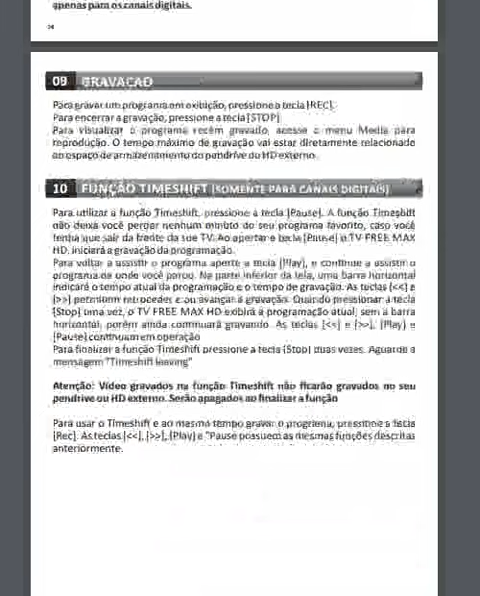 apenas para os canais digitais.
09 GRAVAÇÃO
Para gravar um programa em exibição, pressione a tecla [REC].
Para encerrar a gravação, pressione a tecla [STOP]
Para visualizar o programa recém gravado, acesse o menu Media para
reprodução. O tempo máximo de gravação vai estar diretamente relacionado
ao espaço de armazenamento do pendrive ou HD externo.
10 FUNÇÃO TIMESHIFT (SOMENTE PARA CANAIS DIGITAIS)
Para utilizar a função Timeshift, pressione a tecla [Pause]. A função Timeshift
não deixa você perder nenhum minuto do seu programa favorito, caso você
tenha que sair da frente da sua TV. Ao apertar a tecla [Pause] o TV FREE MAX
HD, iniciará a gravação da programação.
Para voltar a assistir o programa aperte a tecla [Play], e continue a assistir o
programa de onde você parou. Na parte inferior da tela, uma barra horizontal
indicará o tempo atual da programação e o tempo de gravação. As teclas [<<] e
[>>] permitem retroceder e ou avançar a gravação. Quando pressionar a tecla
[Stop] uma vez, o TV FREE MAX HD exibirá a programação atual, sem a barra
horizontal, porém ainda continuará gravando. As teclas [<<] e [>>], [Play] e
[Pause] continuam em operação
Para finalizar a função Timeshift pressione a tecla [Stop] duas vezes. Aguarde a
mensagem "Timeshift leaving"
Atenção: Vídeo gravados na função Timeshift não ficarão gravados no seu
pendrive ou HD externo. Serão apagados ao finalizar a função
Para usar o Timeshift e ao mesmo tempo gravar o programa, pressione a tecla
[Rec]. As teclas [<<], [>>], [Play] e "Pause possuem as mesmas funções descritas
anteriormente.